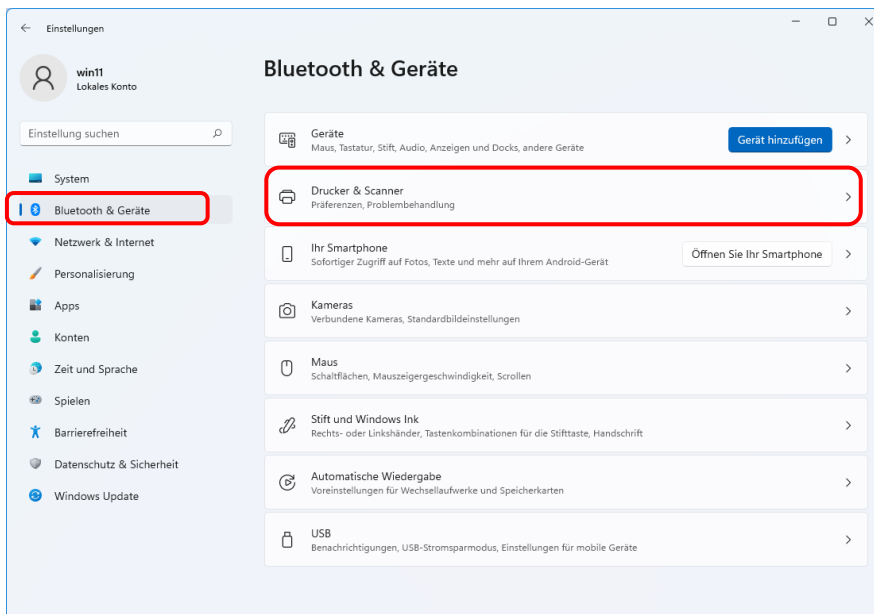 Einstellungen
win11
Lokales Konto
Einstellung suchen
System
Bluetooth & Geräte
Netzwerk & Internet
Personalisierung
Apps
Konten
Zeit und Sprache
Spielen
Barrierefreiheit
Datenschutz & Sicherheit
Windows Update
Bluetooth & Geräte
Geräte
Maus, Tastatur, Stift, Audio, Anzeigen und Docks, andere Geräte
Gerät hinzufügen
Drucker & Scanner
Präferenzen, Problembehandlung
Ihr Smartphone
Sofortiger Zugriff auf Fotos, Texte und mehr auf Ihrem Android-Gerät
Öffnen Sie Ihr Smartphone
Kameras
Verbundene Kameras, Standardbildeinstellungen
Maus
Schaltflächen, Mauszeigergeschwindigkeit, Scrollen
Stift und Windows Ink
Rechts- oder Linkshänder, Tastenkombinationen für die Stifttaste, Handschrift
Automatische Wiedergabe
Voreinstellungen für Wechsellaufwerke und Speicherkarten
USB
Benachrichtigungen, USB-Stromsparmodus, Einstellungen für mobile Geräte